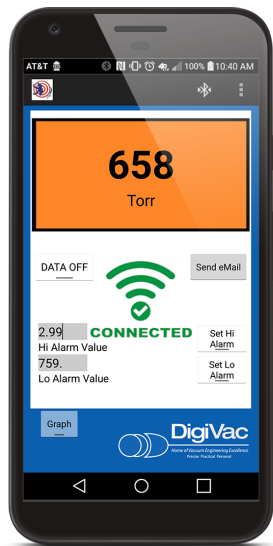 AT&T 100% 10:40 AM
658
Torr
DATA OFF
Send eMail
2.99
CONNECTED
Set Hi
Alarm
Hi Alarm Value
759.
Set Lo
Alarm
Lo Alarm Value
Graph
DigiVac
Home of Vacuum Engineering Excellence
Precise Practical Personal